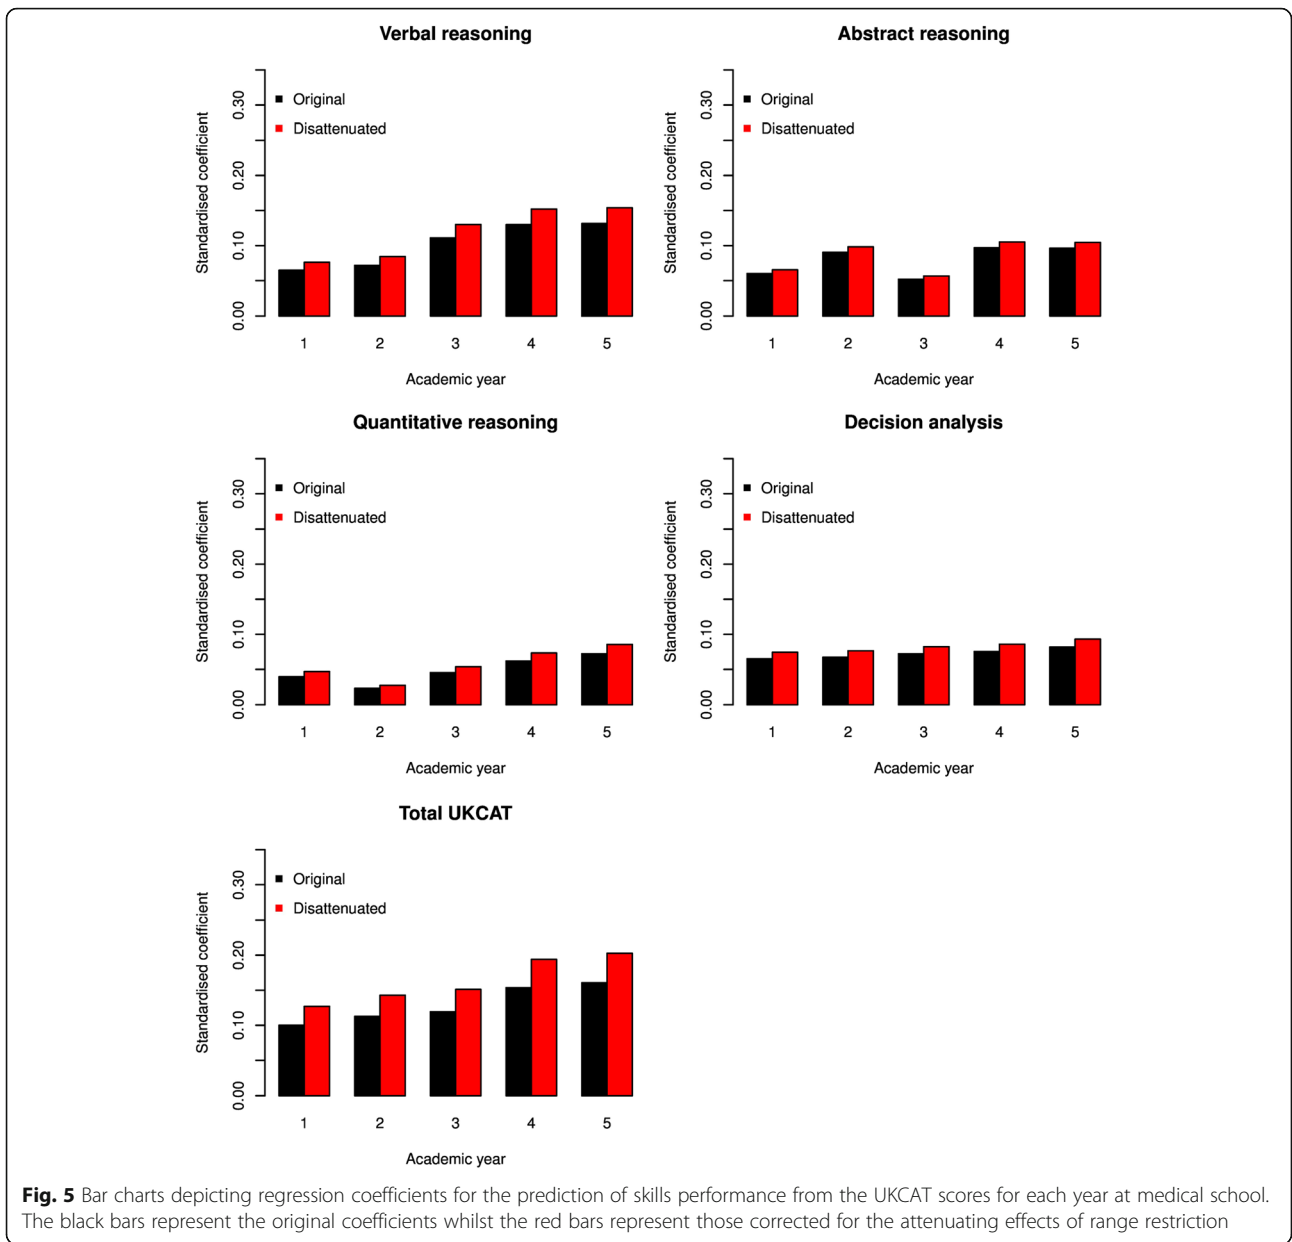 Verbal reasoning
Original
Disattenuated
Standardised coefficient
0.00 0.10 0.20 0.30
1 2 3 4 5
Academic year
Abstract reasoning
Original
Disattenuated
Standardised coefficient
0.00 0.10 0.20 0.30
1 2 3 4 5
Academic year
Quantitative reasoning
Original
Disattenuated
Standardised coefficient
0.00 0.10 0.20 0.30
1 2 3 4 5
Academic year
Decision analysis
Original
Disattenuated
Standardised coefficient
0.00 0.10 0.20 0.30
1 2 3 4 5
Academic year
Total UKCAT
Original
Disattenuated
Standardised coefficient
0.00 0.10 0.20 0.30
1 2 3 4 5
Academic year
Fig. 5 Bar charts depicting regression coefficients for the prediction of skills performance from the UKCAT scores for each year at medical school.
The black bars represent the original coefficients whilst the red bars represent those corrected for the attenuating effects of range restriction